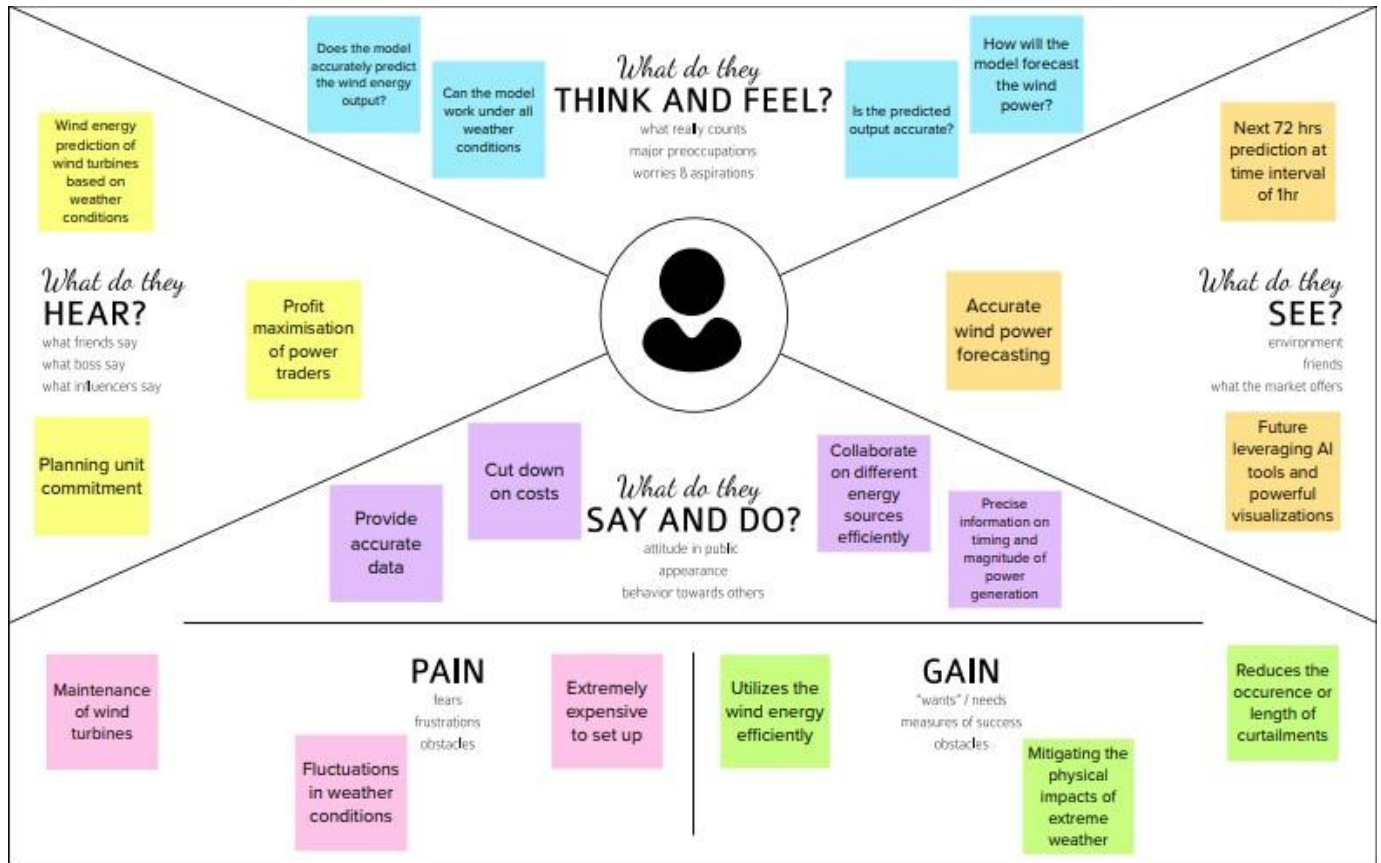 Does the model
accurately predict
the wind energy
output?
Can the model
work under all
weather
conditions
What do they
THINK AND FEEL?
what really counts
major preoccupations
worries & aspirations
Is the predicted
output accurate?
How will the
model forecast
the wind
power?
Wind energy
prediction of
wind turbines
based on
weather
conditions
What do they
HEAR?
what friends say
what boss say
what influencers say
Profit
maximisation
of power
traders
Planning unit
commitment
Next 72 hrs
prediction at
time interval
of 1hr
Accurate
wind power
forecasting
What do they
SEE?
environment
friends
what the market offers
Future
leveraging AI
tools and
powerful
visualizations
Provide
accurate
data
Cut down
on costs
What do they
SAY AND DO?
attitude in public
appearance
behavior towards others
Collaborate
on different
energy
sources
efficiently
Precise
information on
timing and
magnitude of
power
generation
Maintenance
of wind
turbines
Fluctuations
in weather
conditions
PAIN
fears
frustrations
obstacles
Extremely
expensive
to set up
Utilizes the
wind energy
efficiently
GAIN
"wants" / needs
measures of success
obstacles
Mitigating the
physical
impacts of
extreme
weather
Reduces the
occurence or
length of
curtailments